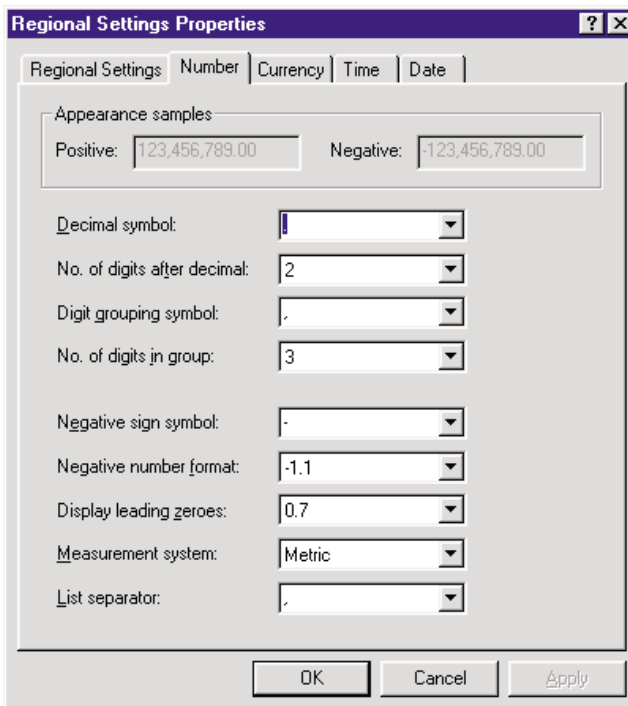 Regional Settings Properties
Regional Settings Number Currency Time Date
Appearance samples
Positive: 123,456,789.00 Negative: -123,456,789.00
Decimal symbol: .
No. of digits after decimal: 2
Digit grouping symbol: ,
No. of digits in group: 3
Negative sign symbol: -
Negative number format: -1.1
Display leading zeroes: 0.7
Measurement system: Metric
List separator: ,
OK Cancel Apply